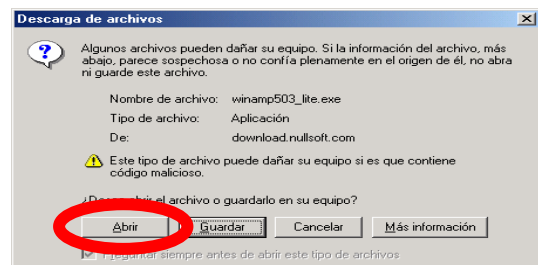 Descarga de archivos
Algunos archivos pueden dañar su equipo. Si la información del archivo, más
abajo, parece sospechosa o no confía plenamente en el origen de él, no abra
ni guarde este archivo.
Nombre de archivo: winamp503_lite.exe
Tipo de archivo: Aplicación
De: download.nullsoft.com
Este tipo de archivo puede dañar su equipo si es que contiene
código malicioso.
el archivo o guardarlo en su equipo?
Abrir Guardar Cancelar Más información
siempre antes de abrir este tipo de archivos